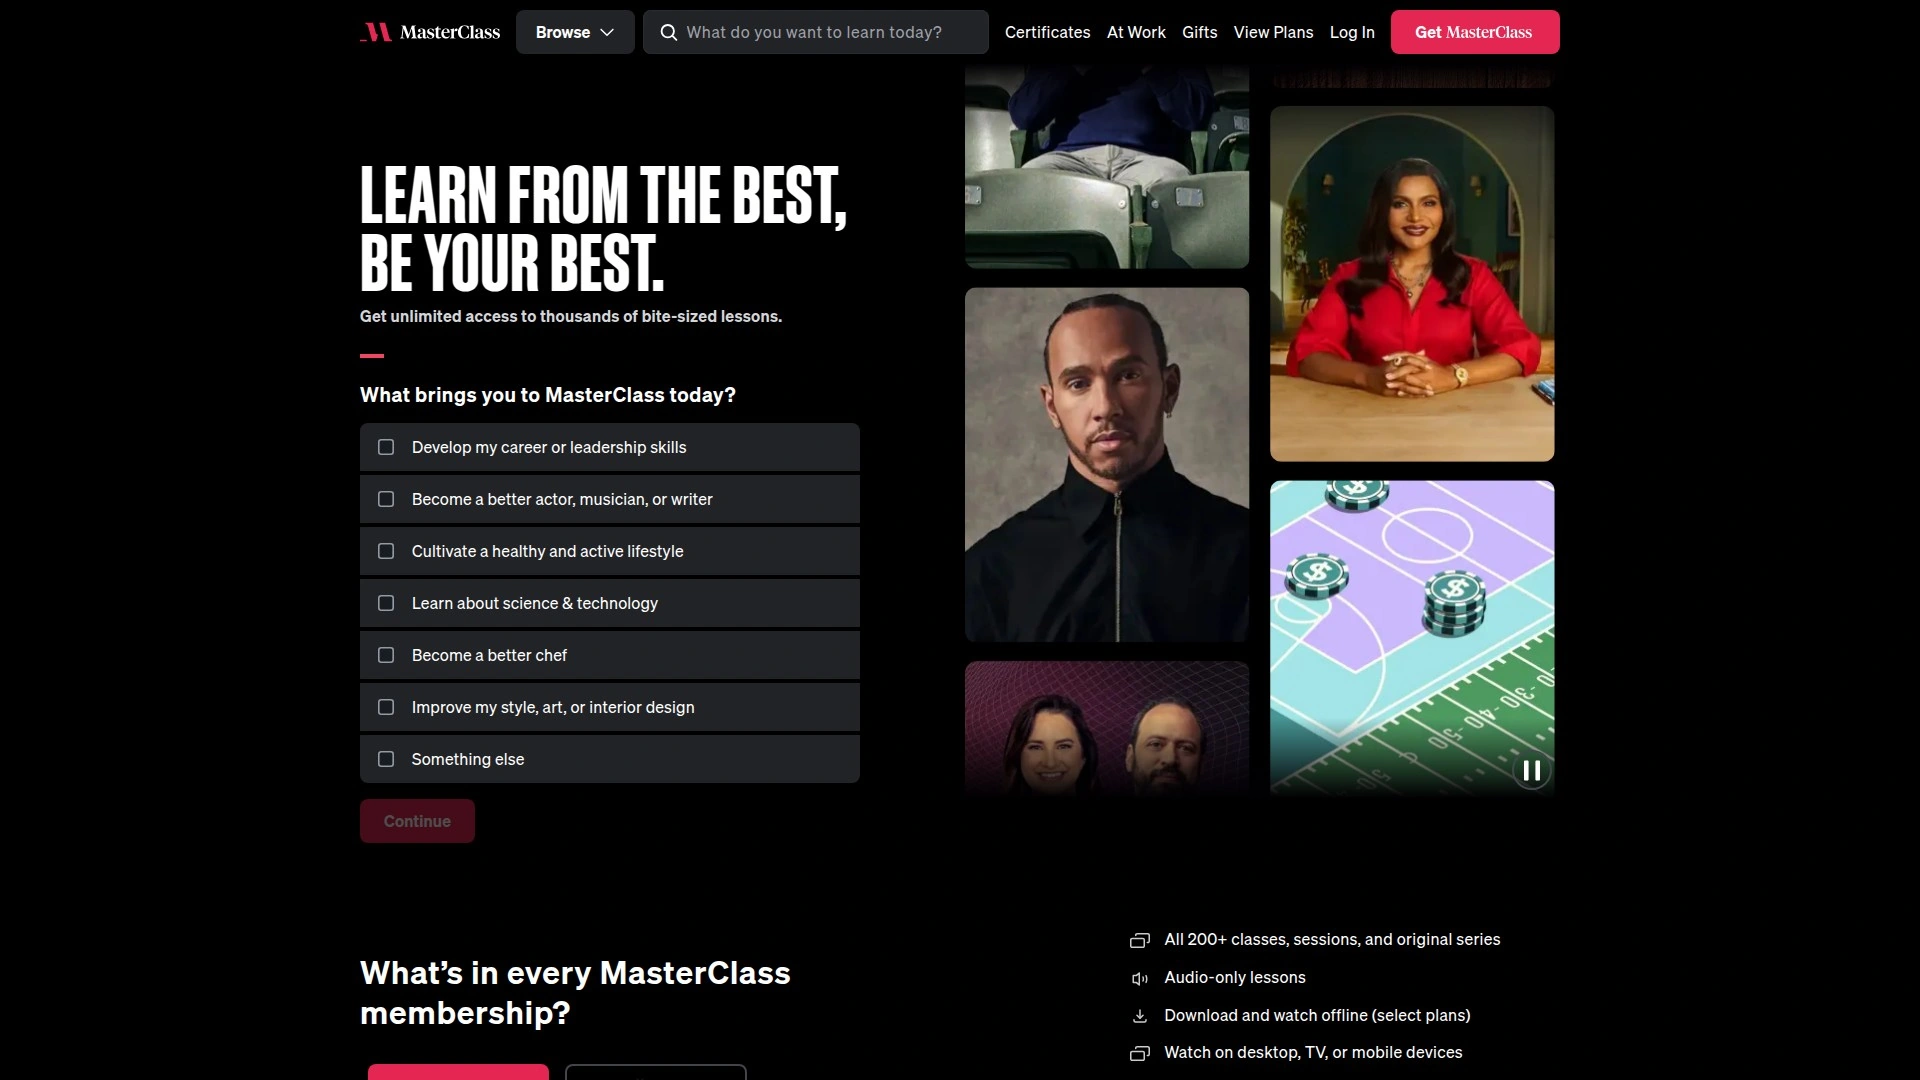 MasterClass
Browse
What do you want to learn today?
Certificates
At Work
Gifts
View Plans
Log In
Get MasterClass
LEARN FROM THE BEST,
BE YOUR BEST.
Get unlimited access to thousands of bite-sized lessons.
What brings you to MasterClass today?
Develop my career or leadership skills
Become a better actor, musician, or writer
Cultivate a healthy and active lifestyle
Learn about science & technology
Become a better chef
Improve my style, art, or interior design
Something else
Continue
What’s in every MasterClass
membership?
All 200+ classes, sessions, and original series
Audio-only lessons
Download and watch offline (select plans)
Watch on desktop, TV, or mobile devices